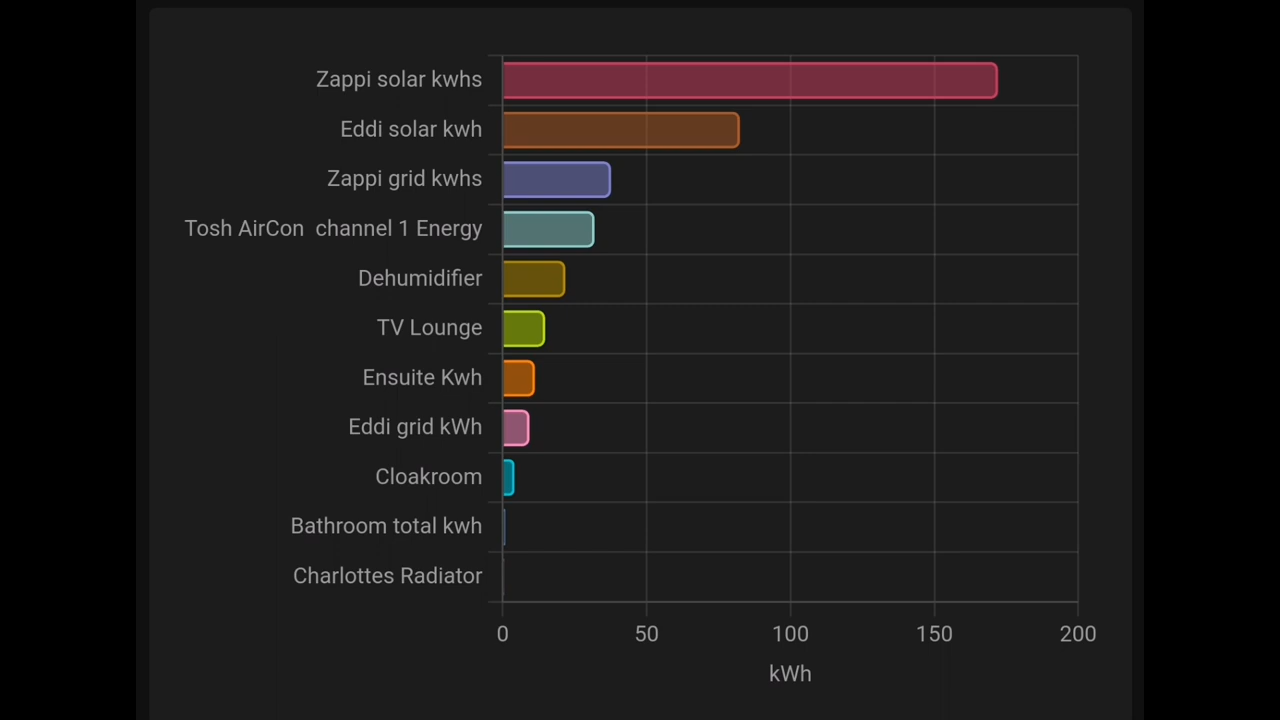 Zappi solar kwhs
Eddi solar kwh
Zappi grid kwhs
Tosh AirCon  channel 1 Energy
Dehumidifier
TV Lounge
Ensuite Kwh
Eddi grid kWh
Cloakroom
Bathroom total kwh
Charlottes Radiator
0 50 100 150 200
kWh